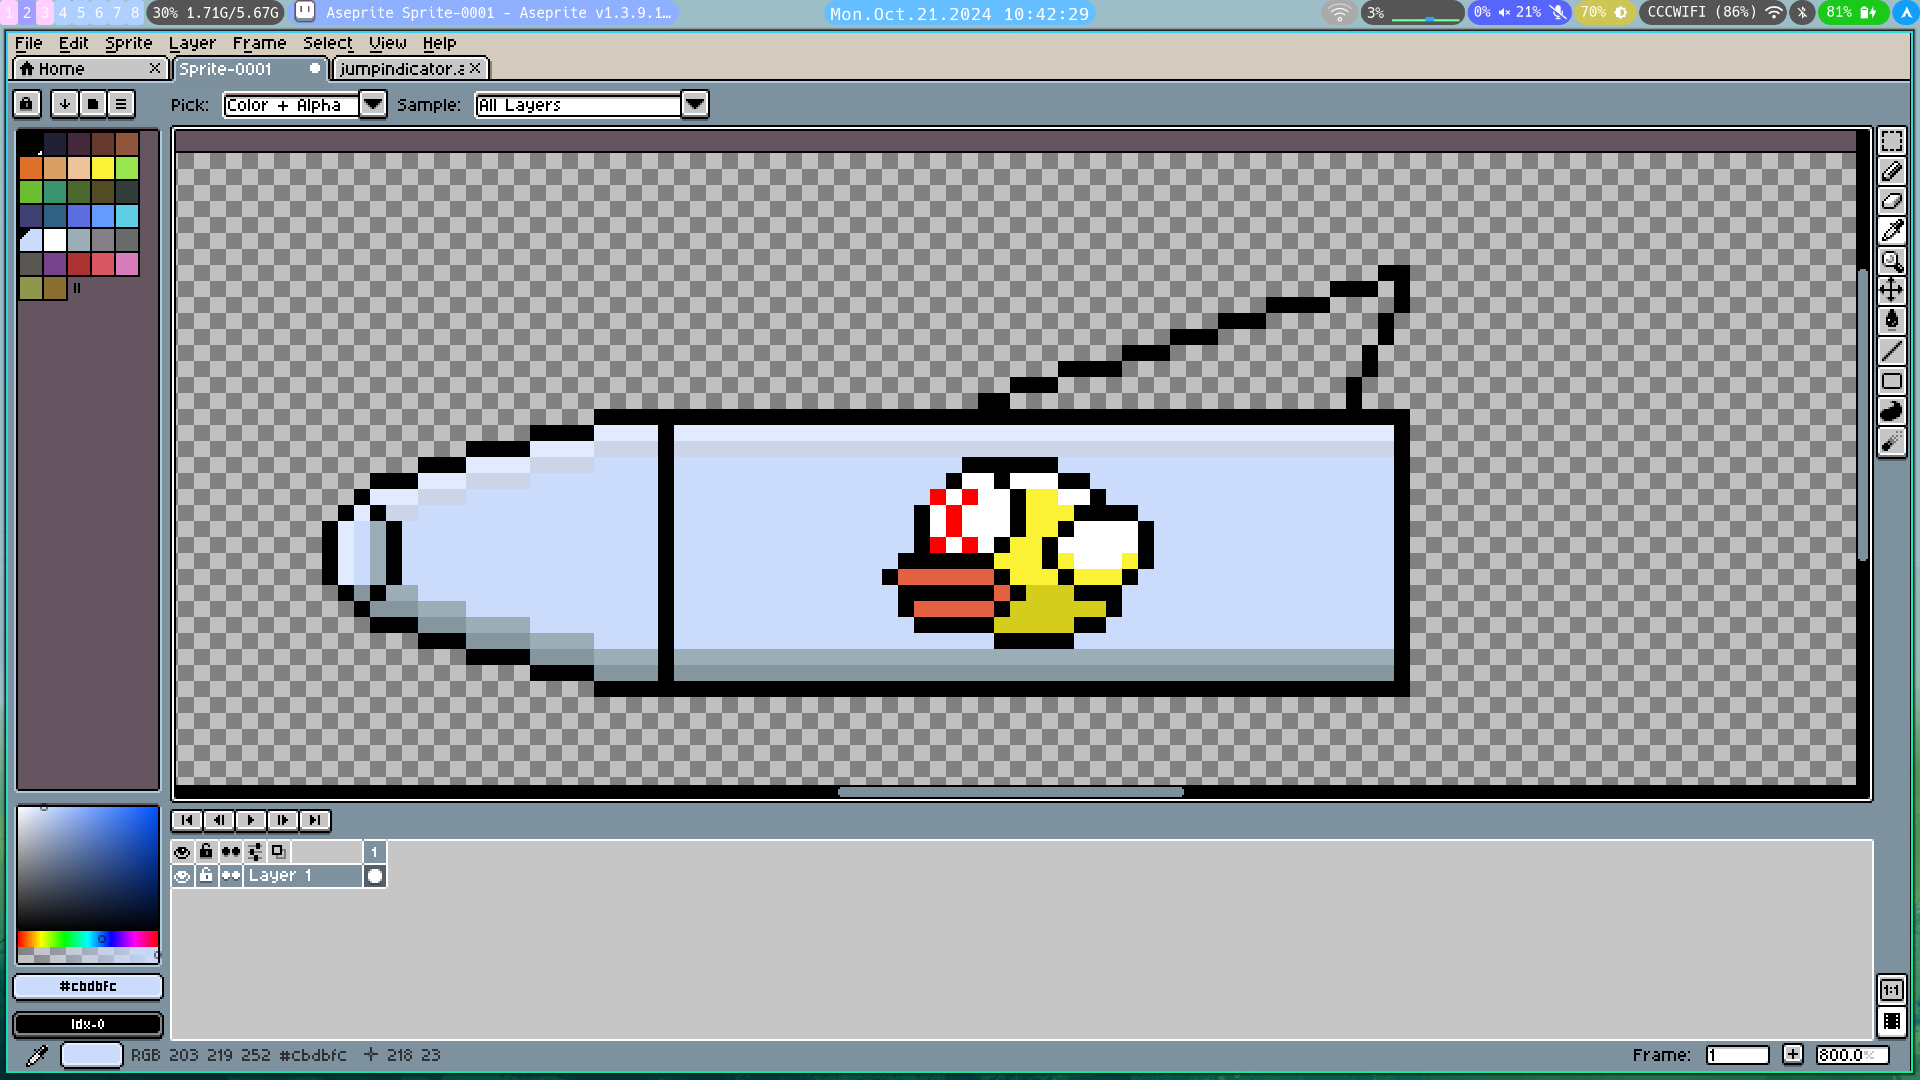 1 2 3 4 5 6 7 8 30% 1.71G/5.67G Aseprite Sprite-0001 - Aseprite v1.3.9.1… Mon.Oct.21.2024 10:42:29 3% 0% 21% 70% CCCWIFI (86%) 81%
File Edit Sprite Layer Frame Select View Help
Home Sprite-0001 jumpindicator.a
Pick: Color + Alpha Sample: All Layers
1
Layer 1
#cbdbfc
Idx-0
1:1
RGB 203 219 252 #cbdbfc 218 23 Frame: 1 800.0%